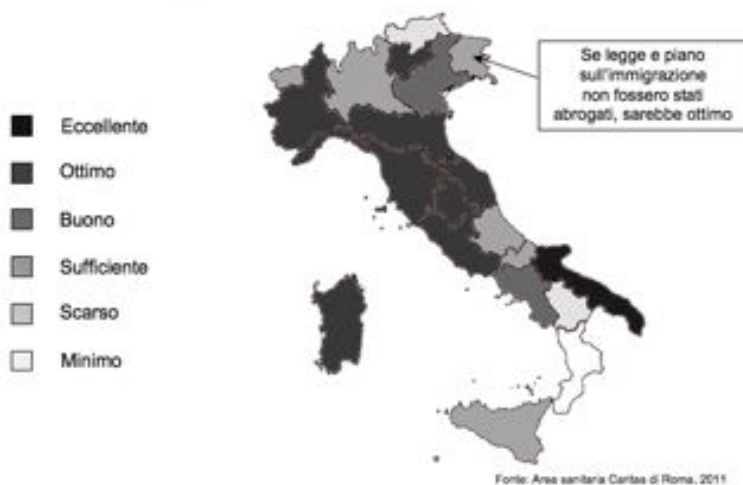 Se legge e piano
sull'immigrazione
non fossero stati
abrogati, sarebbe ottimo
Eccellente
Ottimo
Buono
Sufficiente
Scarso
Minimo
Fonte: Area sanitaria Caritas di Roma, 2011